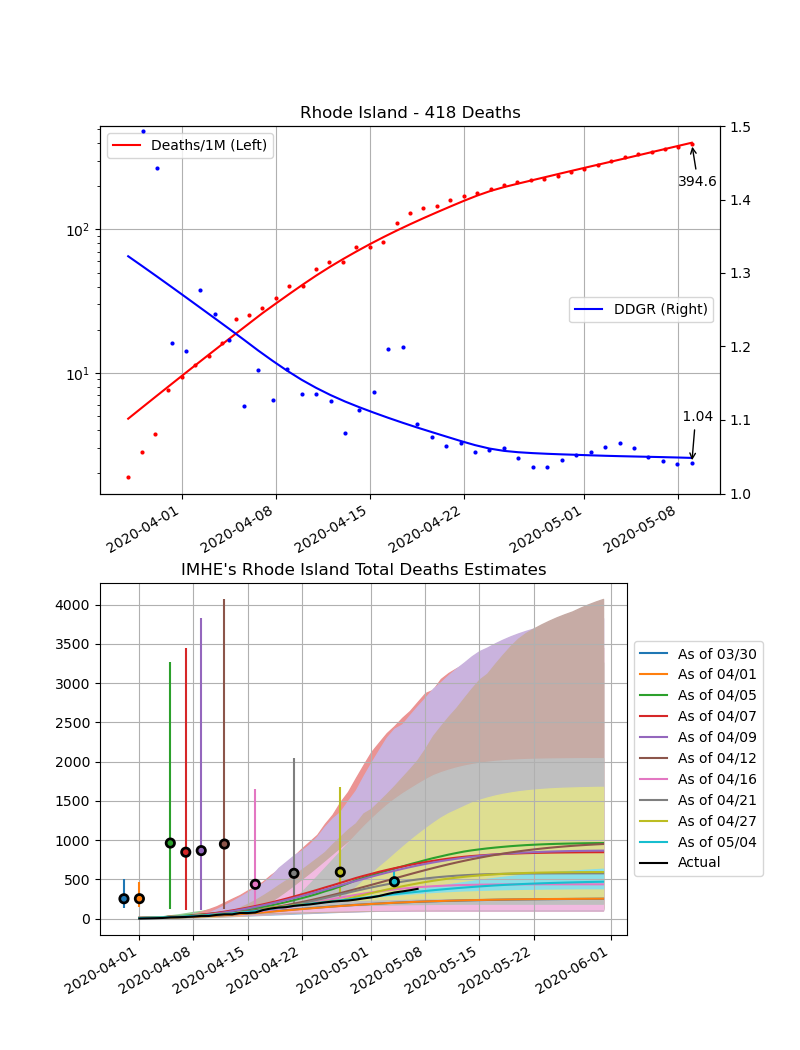 Rhode Island - 418 Deaths
Deaths/1M (Left)
DDGR (Right)
394.6
1.04
10²
10¹
1.5
1.4
1.3
1.2
1.1
1.0
2020-04-01
2020-04-08
2020-04-15
2020-04-22
2020-05-01
2020-05-08
IMHE's Rhode Island Total Deaths Estimates
4000
3500
3000
2500
2000
1500
1000
500
0
2020-04-01
2020-04-08
2020-04-15
2020-04-22
2020-05-01
2020-05-08
2020-05-15
2020-05-22
2020-06-01
As of 03/30
As of 04/01
As of 04/05
As of 04/07
As of 04/09
As of 04/12
As of 04/16
As of 04/21
As of 04/27
As of 05/04
Actual